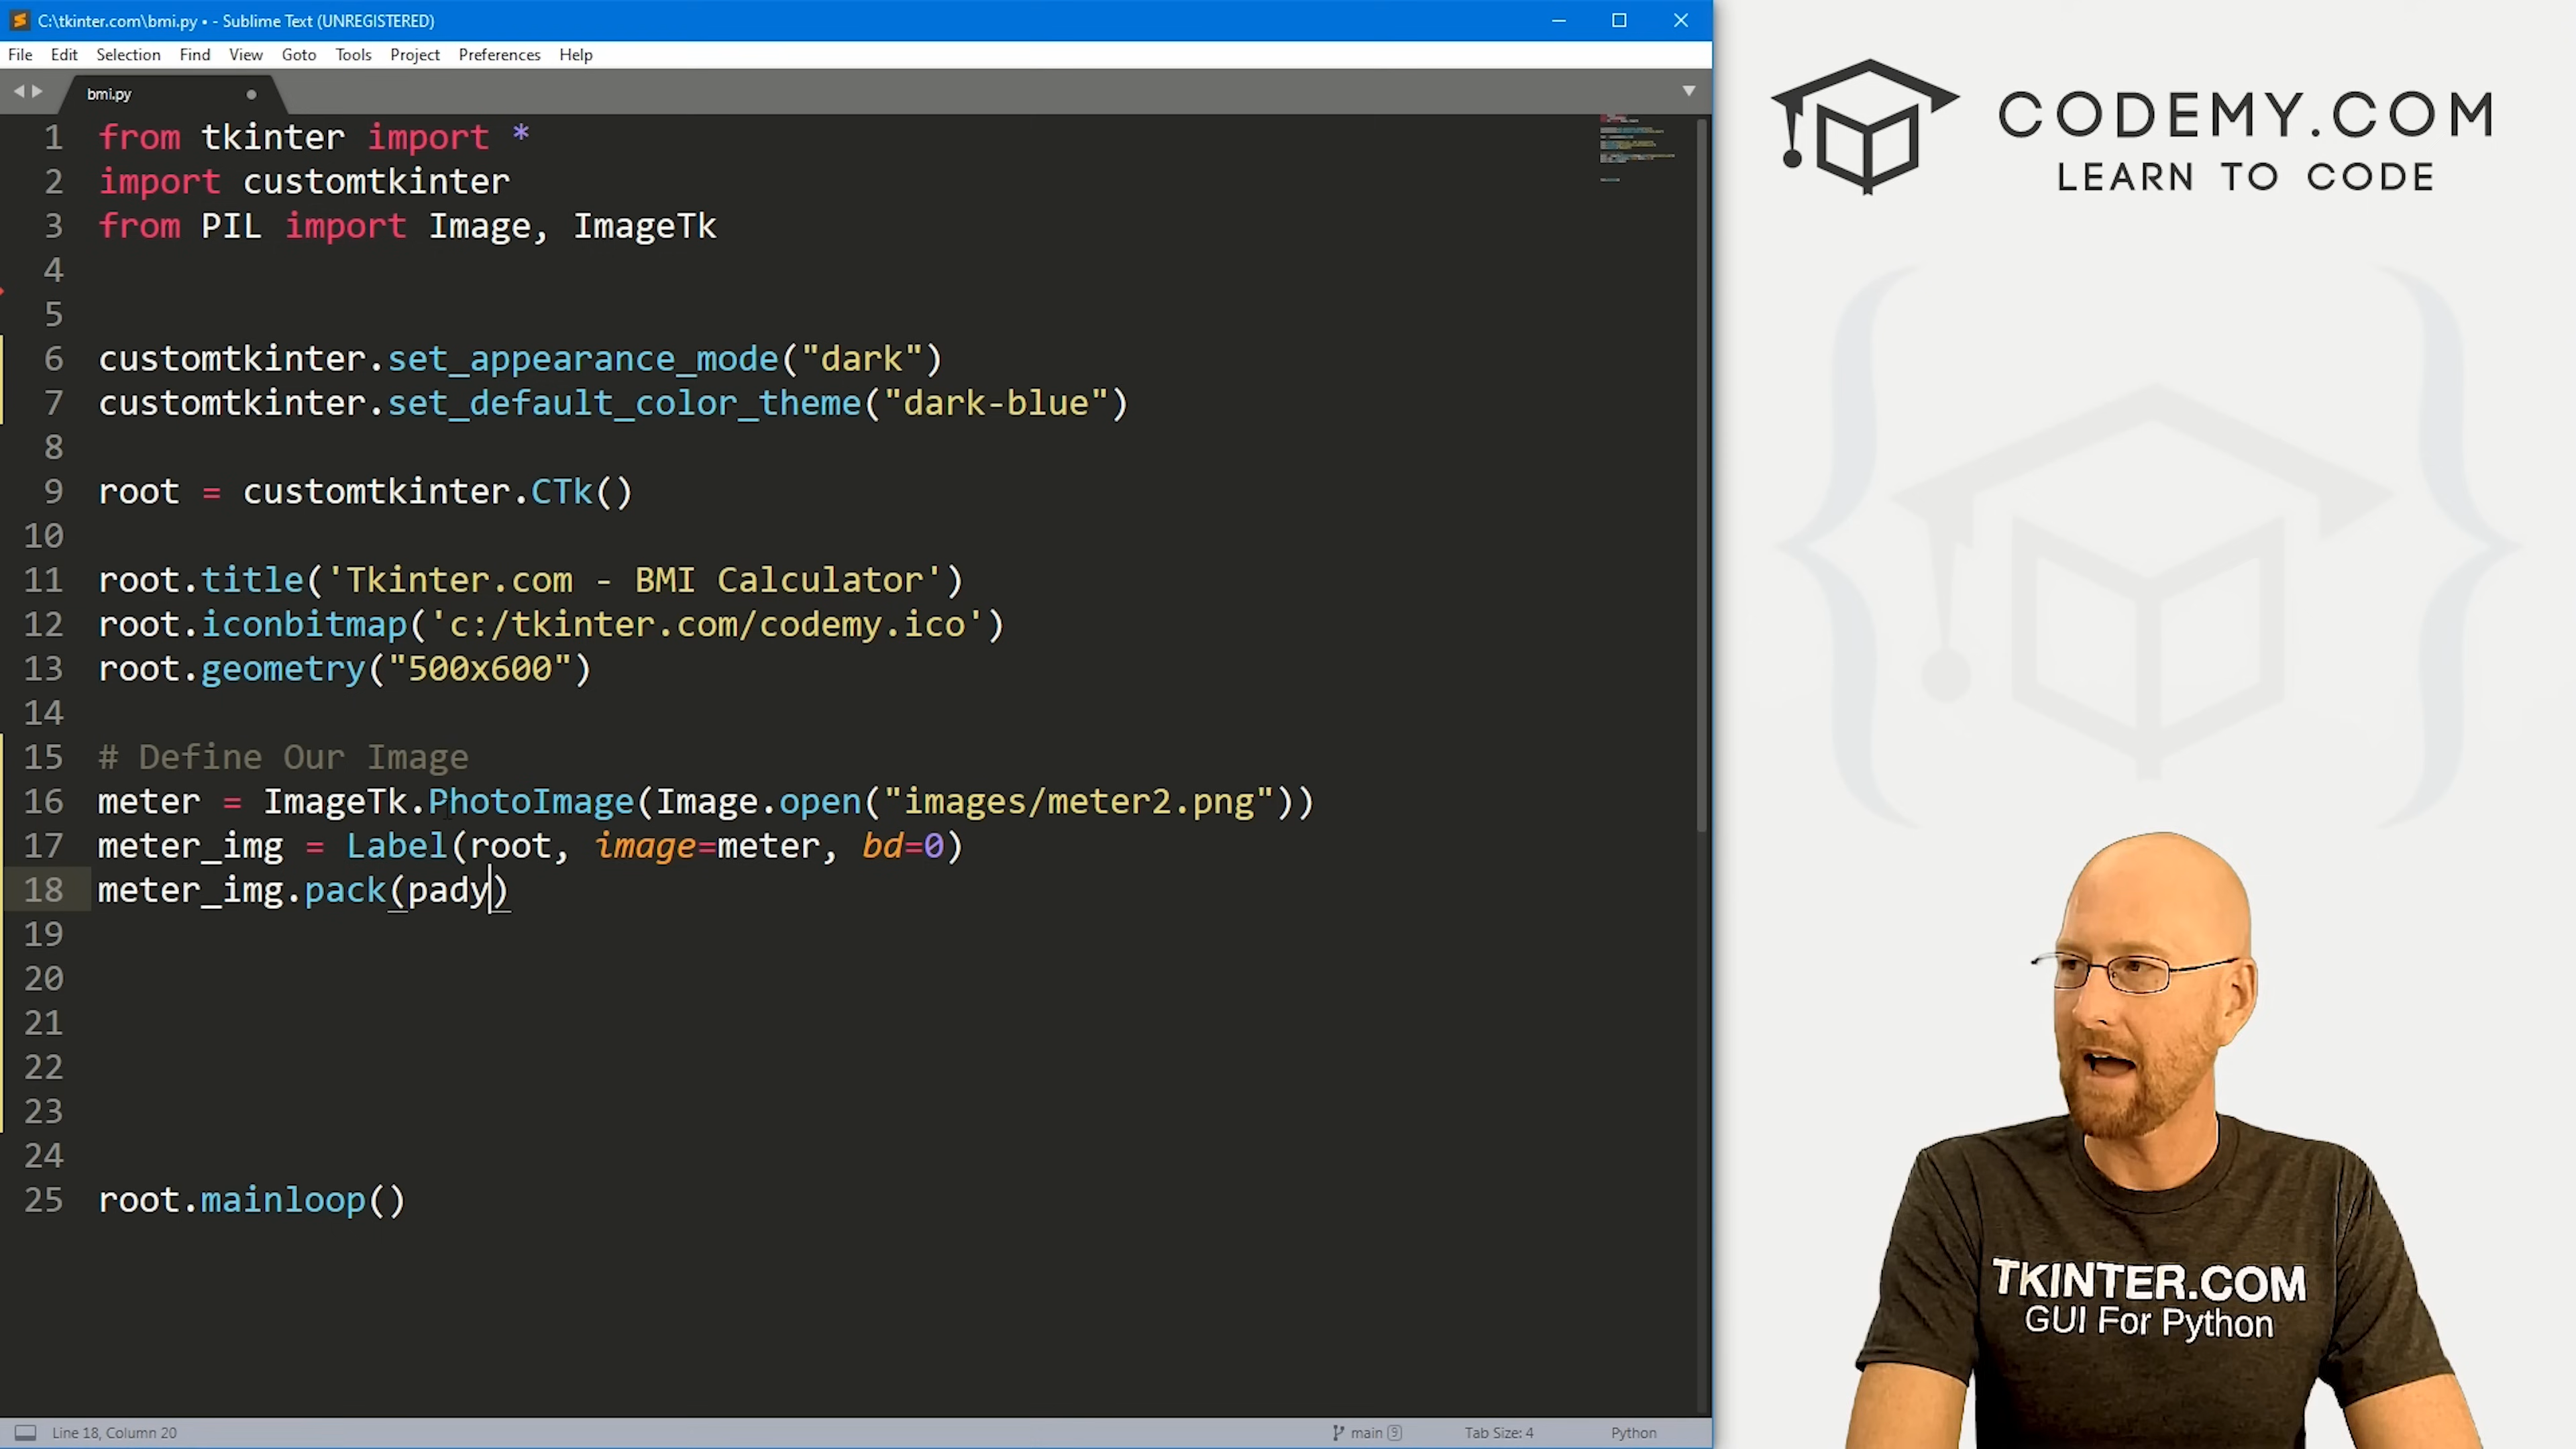 C:\tkinter.com\bmi.py • - Sublime Text (UNREGISTERED)
File Edit Selection Find View Goto Tools Project Preferences Help
bmi.py
1 from tkinter import *
2 import customtkinter
3 from PIL import Image, ImageTk
4
5
6 customtkinter.set_appearance_mode("dark")
7 customtkinter.set_default_color_theme("dark-blue")
8
9 root = customtkinter.CTk()
10
11 root.title('Tkinter.com - BMI Calculator')
12 root.iconbitmap('c:/tkinter.com/codemy.ico')
13 root.geometry("500x600")
14
15 # Define Our Image
16 meter = ImageTk.PhotoImage(Image.open("images/meter2.png"))
17 meter_img = Label(root, image=meter, bd=0)
18 meter_img.pack(pady)
19
20
21
22
23
24
25 root.mainloop()
Line 18, Column 20 main 9 Tab Size: 4 Python
CODEMY.COM
LEARN TO CODE
TKINTER.COM
GUI For Python